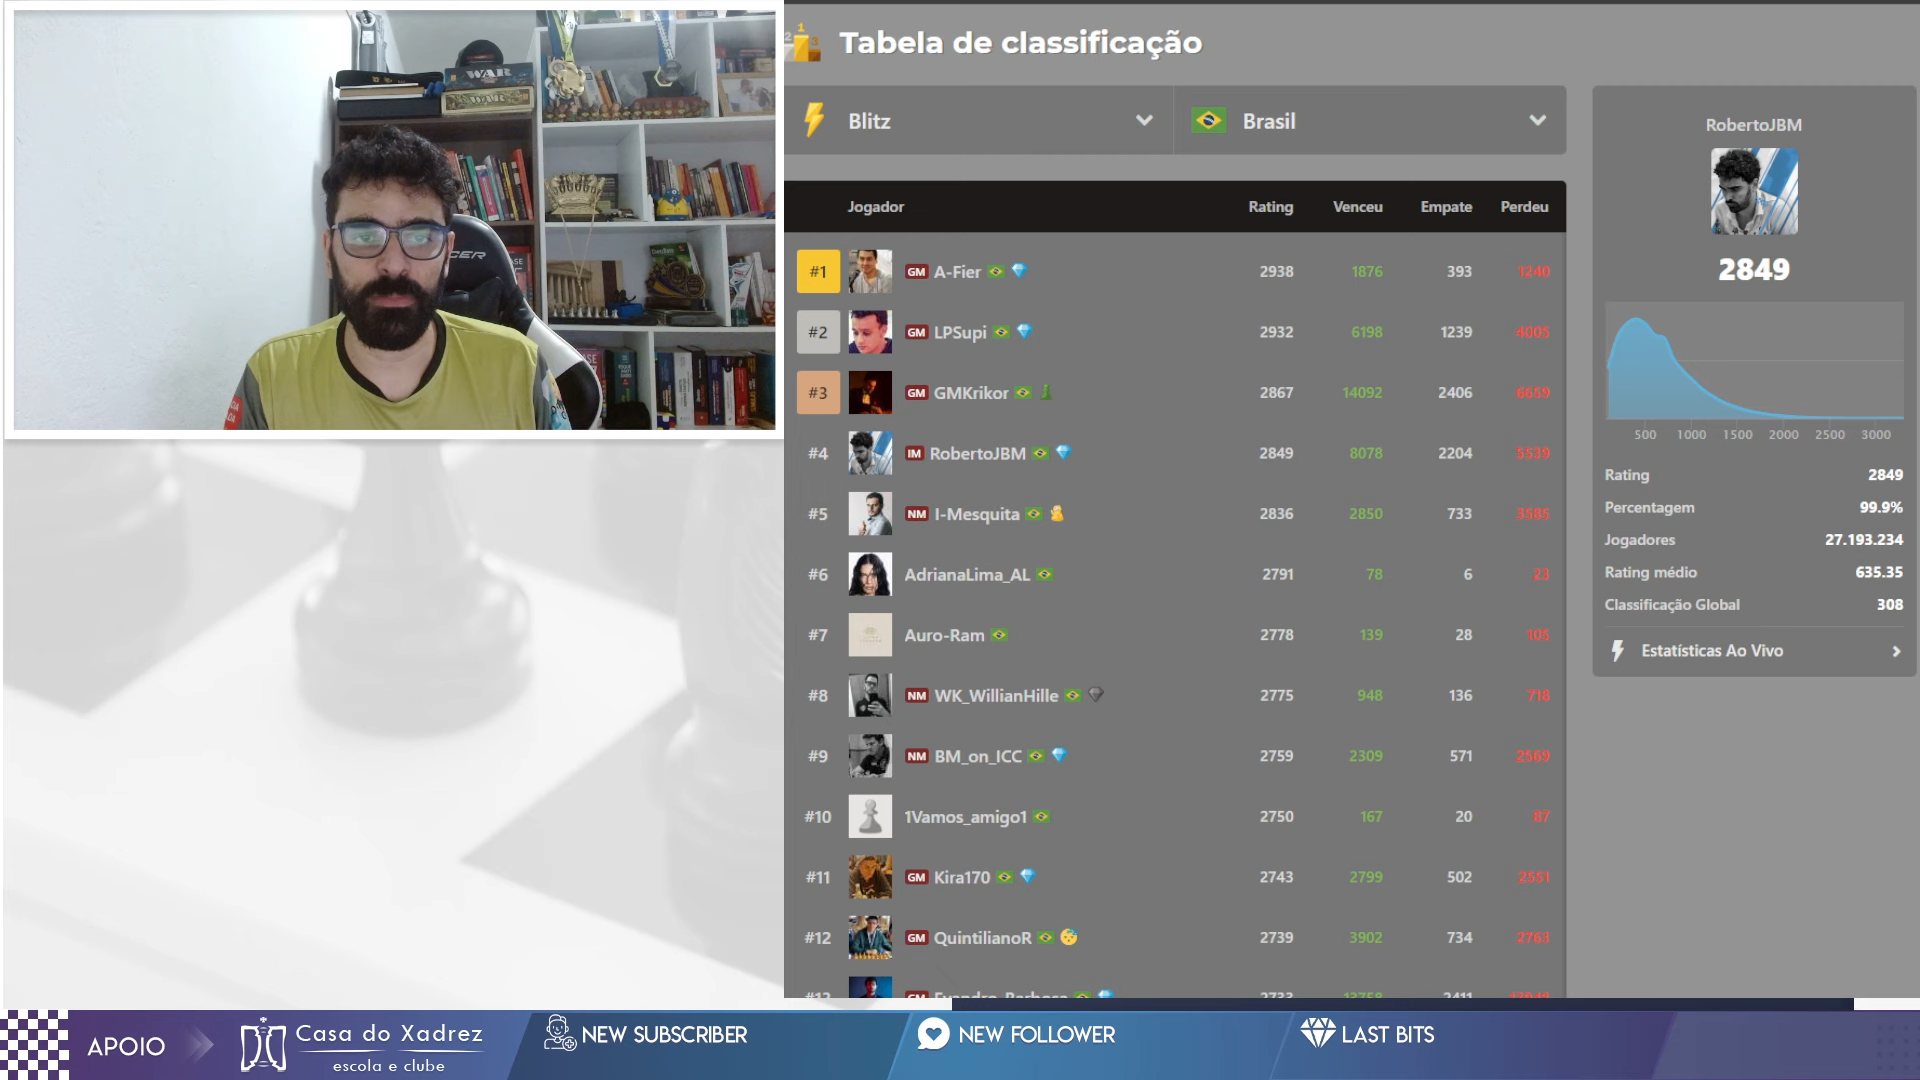 Tabela de classificação
Blitz
Brasil
Jogador Rating Venceu Empate Perdeu
#1 GM A-Fier 2938 1876 393 1240
#2 GM LPSupi 2932 6198 1239 4005
#3 GM GMKrikor 2867 14092 2406 6659
#4 IM RobertoJBM 2849 8078 2204 5539
#5 NM I-Mesquita 2836 2850 733 3585
#6 AdrianaLima_AL 2791 78 6 23
#7 Auro-Ram 2778 139 28 105
#8 NM WK_WillianHille 2775 948 136 718
#9 NM BM_on_ICC 2759 2309 571 2569
#10 1Vamos_amigo1 2750 167 20 87
#11 GM Kira170 2743 2799 502 2551
#12 GM QuintilianoR 2739 3902 734 2763
RobertoJBM
2849
500 1000 1500 2000 2500 3000
Rating 2849
Percentagem 99.9%
Jogadores 27.193.234
Rating médio 635.35
Classificação Global 308
Estatísticas Ao Vivo
WAR
WAR
APOIO
Casa do Xadrez
escola e clube
NEW SUBSCRIBER
NEW FOLLOWER
LAST BITS